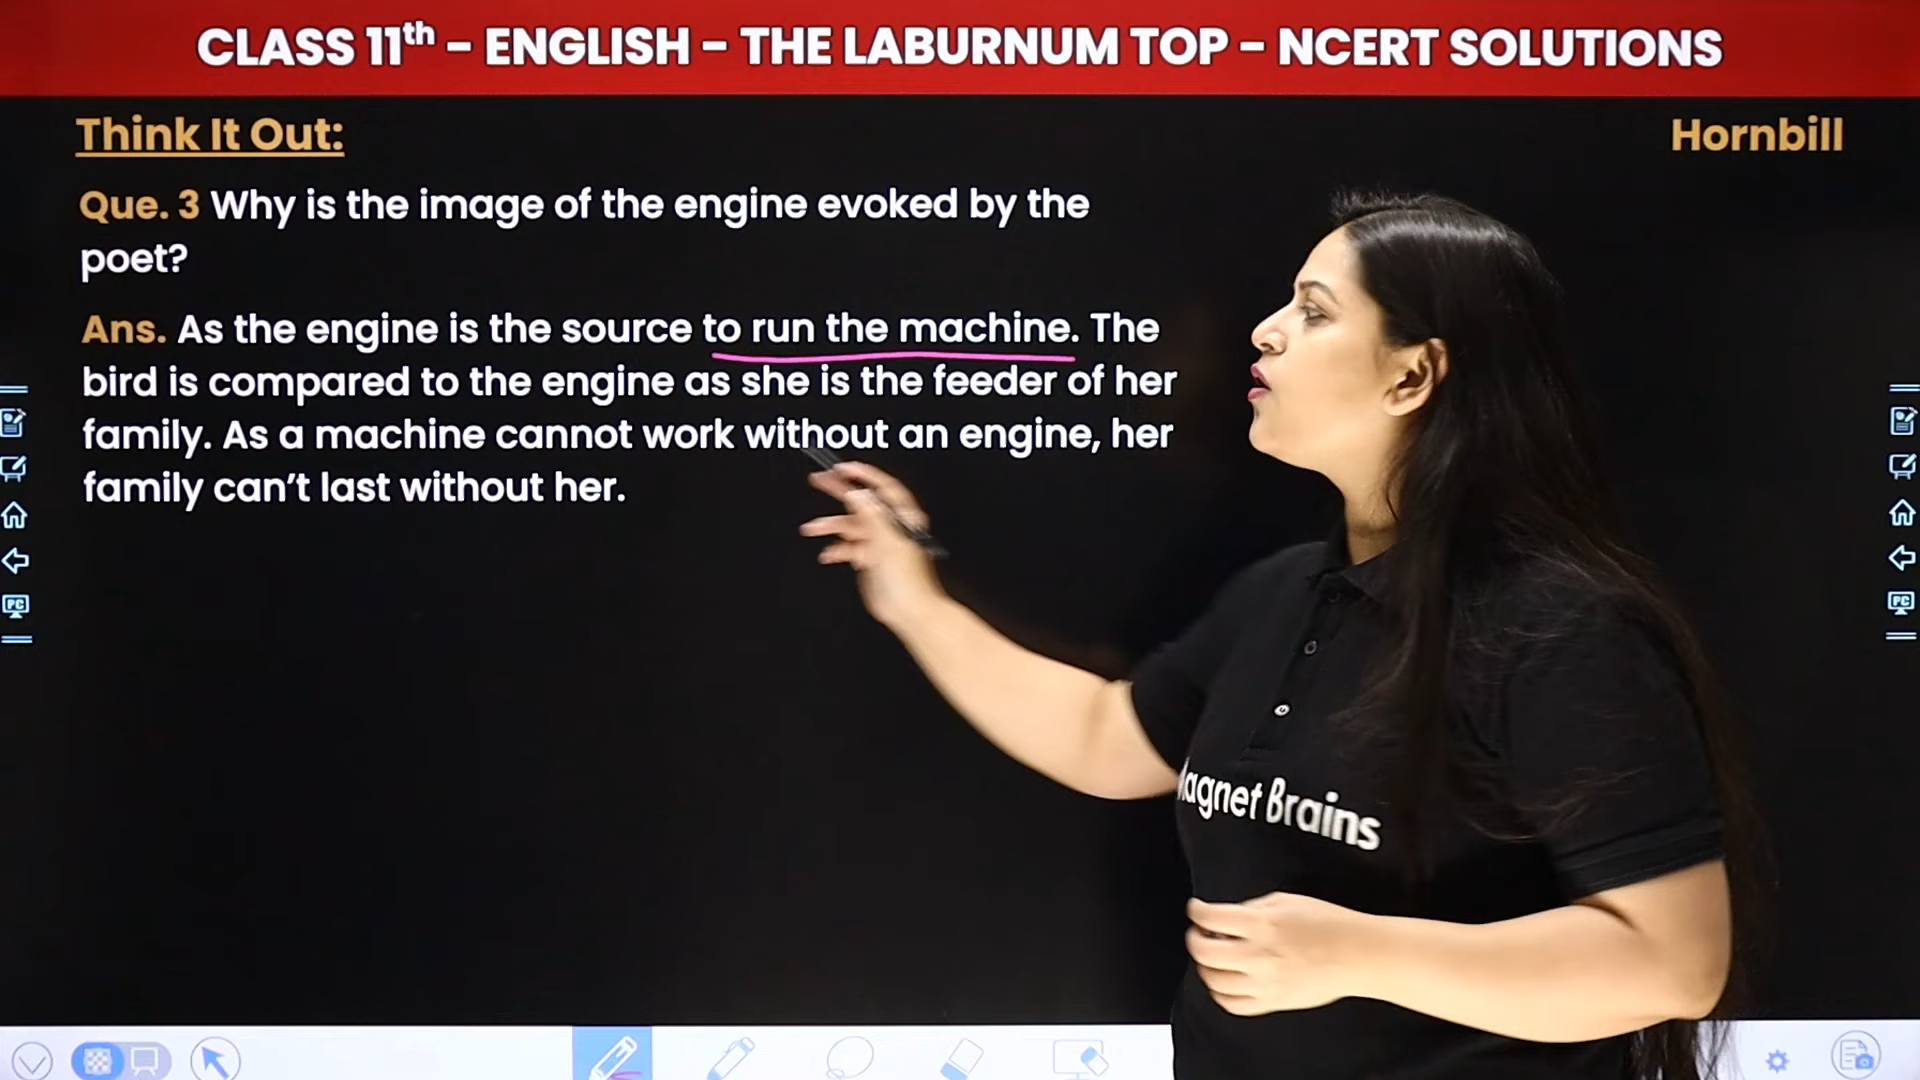 CLASS 11th – ENGLISH – THE LABURNUM TOP – NCERT SOLUTIONS
Think It Out:
Hornbill
Que. 3 Why is the image of the engine evoked by the
poet?
Ans. As the engine is the source to run the machine. The
bird is compared to the engine as she is the feeder of her
family. As a machine cannot work without an engine, her
family can't last without her.
PC
PC
Magnet Brains